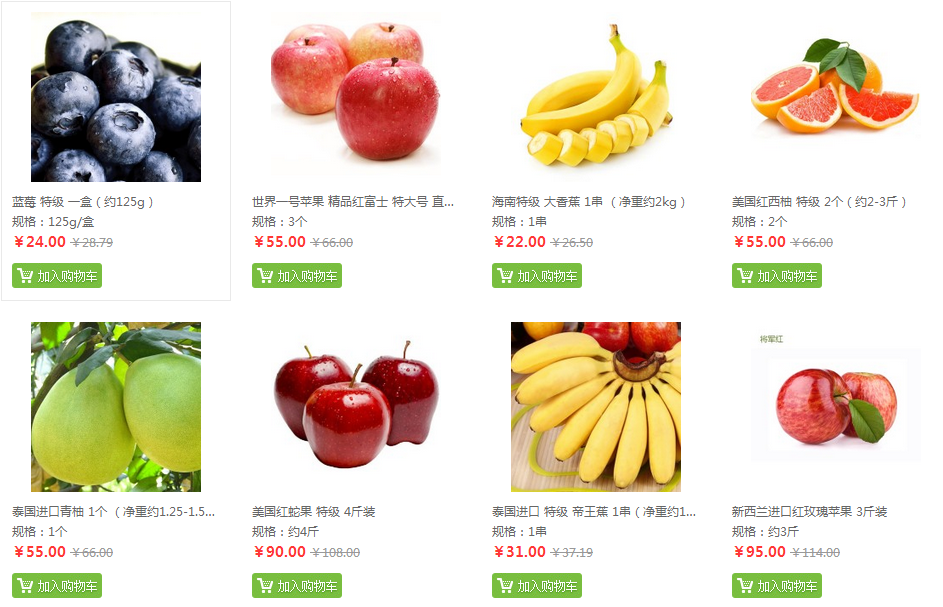 蓝莓 特级 一盒（约125g）
规格：125g/盒
￥24.00 ￥28.79
加入购物车
世界一号苹果 精品红富士 特大号 直...
规格：3个
￥55.00 ￥66.00
加入购物车
海南特级 大香蕉 1串 （净重约2kg）
规格：1串
￥22.00 ￥26.50
加入购物车
美国红西柚 特级 2个（约2-3斤）
规格：2个
￥55.00 ￥66.00
加入购物车
泰国进口青柚 1个 （净重约1.25-1.5...
规格：1个
￥55.00 ￥66.00
加入购物车
美国红蛇果 特级 4斤装
规格：约4斤
￥90.00 ￥108.00
加入购物车
泰国进口 特级 帝王蕉 1串（净重约1...
规格：1串
￥31.00 ￥37.19
加入购物车
将军红
新西兰进口红玫瑰苹果 3斤装
规格：约3斤
￥95.00 ￥114.00
加入购物车